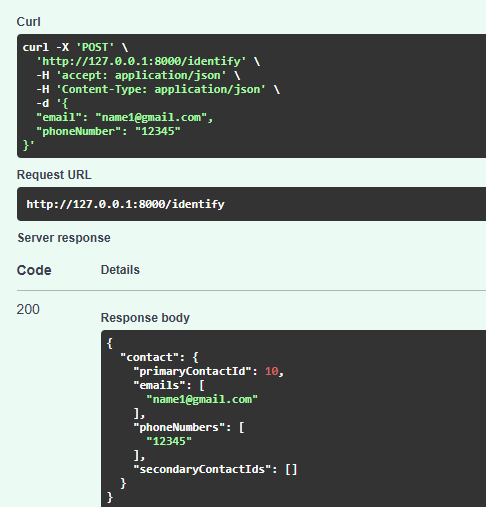 Curl
curl -X 'POST' \
  'http://127.0.0.1:8000/identify' \
  -H 'accept: application/json' \
  -H 'Content-Type: application/json' \
  -d '{
  "email": "name1@gmail.com",
  "phoneNumber": "12345"
}'
Request URL
http://127.0.0.1:8000/identify
Server response
Code Details
200
Response body
{
  "contact": {
    "primaryContactId": 10,
    "emails": [
      "name1@gmail.com"
    ],
    "phoneNumbers": [
      "12345"
    ],
    "secondaryContactIds": []
  }
}